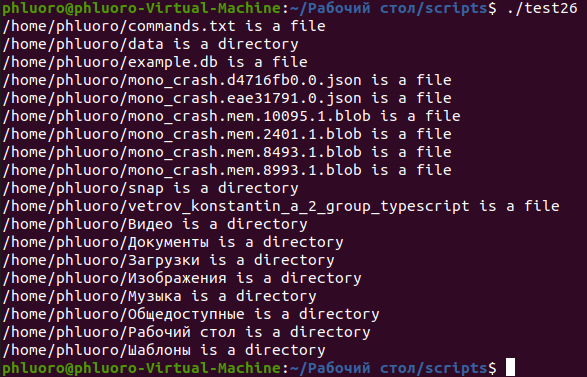 phluoro@phluoro-Virtual-Machine:~/Рабочий стол/scripts$ ./test26
/home/phluoro/commands.txt is a file
/home/phluoro/data is a directory
/home/phluoro/example.db is a file
/home/phluoro/mono_crash.d4716fb0.0.json is a file
/home/phluoro/mono_crash.eae31791.0.json is a file
/home/phluoro/mono_crash.mem.10095.1.blob is a file
/home/phluoro/mono_crash.mem.2401.1.blob is a file
/home/phluoro/mono_crash.mem.8493.1.blob is a file
/home/phluoro/mono_crash.mem.8993.1.blob is a file
/home/phluoro/snap is a directory
/home/phluoro/vetrov_konstantin_a_2_group_typescript is a file
/home/phluoro/Видео is a directory
/home/phluoro/Документы is a directory
/home/phluoro/Загрузки is a directory
/home/phluoro/Изображения is a directory
/home/phluoro/Музыка is a directory
/home/phluoro/Общедоступные is a directory
/home/phluoro/Рабочий стол is a directory
/home/phluoro/Шаблоны is a directory
phluoro@phluoro-Virtual-Machine:~/Рабочий стол/scripts$